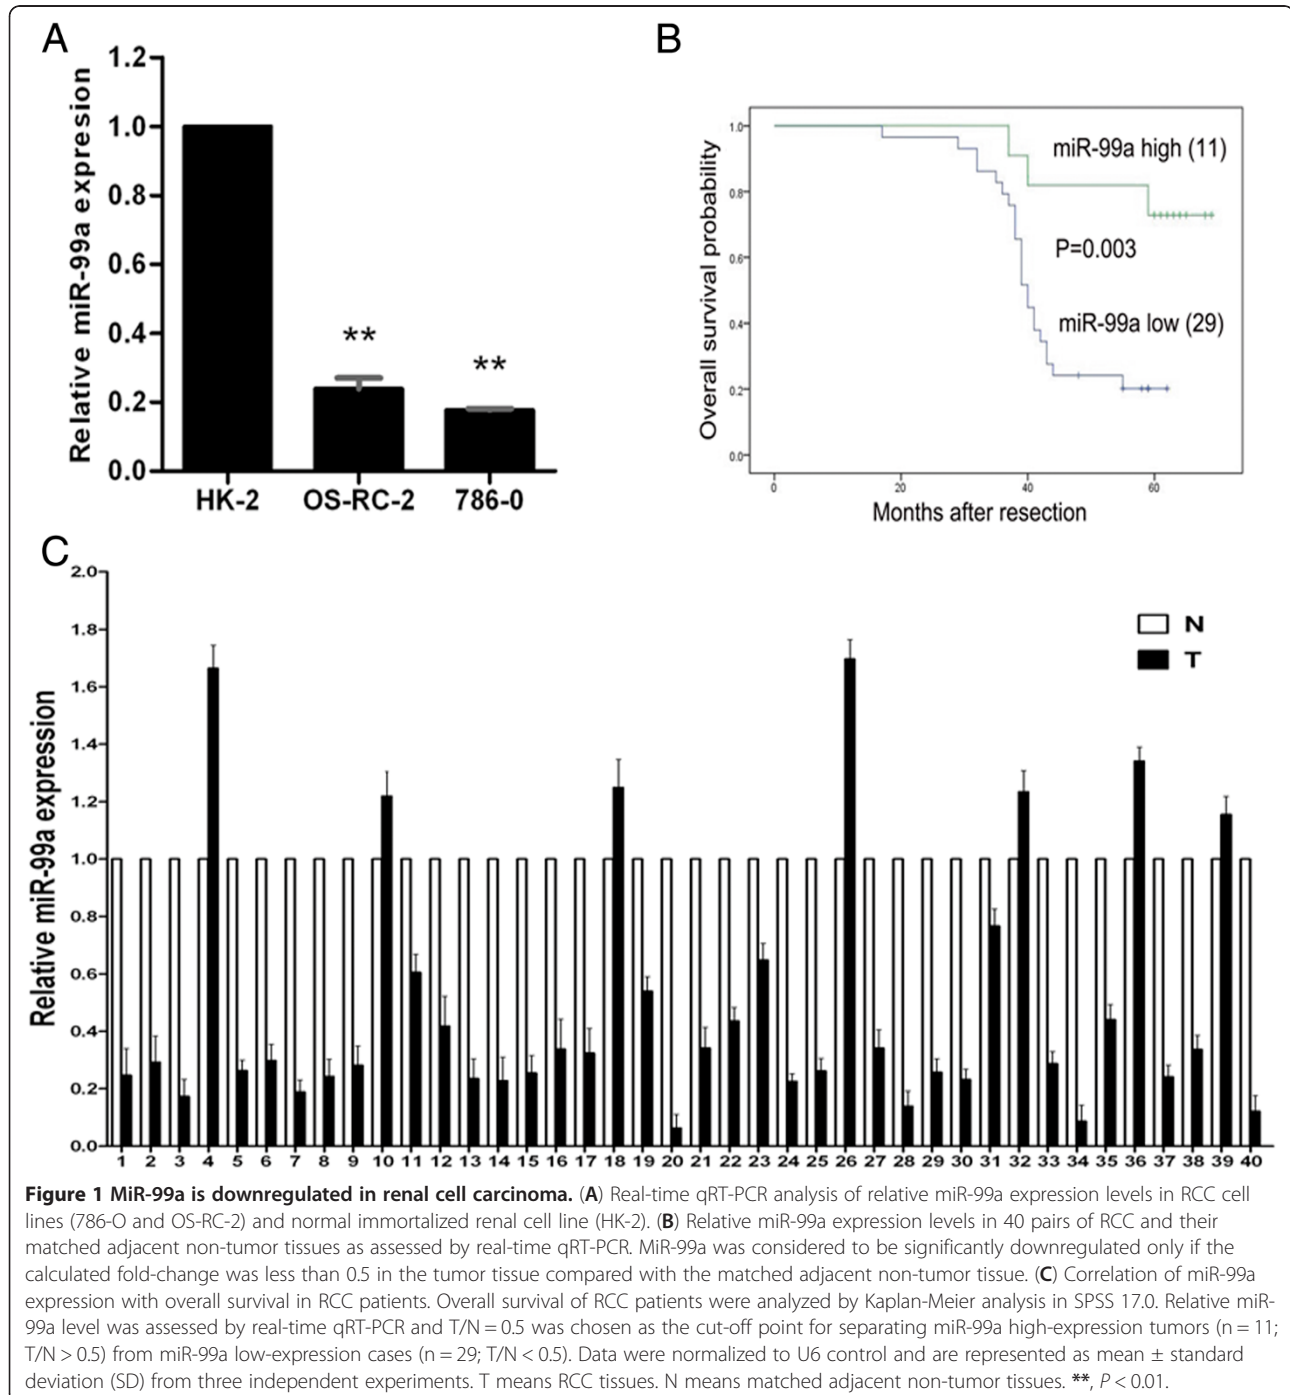 A
Relative miR-99a expresion
1.2
1.0
0.8
0.6
0.4
0.2
0.0
**
**
HK-2 OS-RC-2 786-0
B
Overall survival probability
1.0
0.8
0.6
0.4
0.2
0.0
miR-99a high (11)
P=0.003
miR-99a low (29)
0 20 40 60
Months after resection
C
Relative miR-99a expression
2.0
1.8
1.6
1.4
1.2
1.0
0.8
0.6
0.4
0.2
0.0
N
T
1 2 3 4 5 6 7 8 9 10 11 12 13 14 15 16 17 18 19 20 21 22 23 24 25 26 27 28 29 30 31 32 33 34 35 36 37 38 39 40
Figure 1 MiR-99a is downregulated in renal cell carcinoma. (A) Real-time qRT-PCR analysis of relative miR-99a expression levels in RCC cell
lines (786-O and OS-RC-2) and normal immortalized renal cell line (HK-2). (B) Relative miR-99a expression levels in 40 pairs of RCC and their
matched adjacent non-tumor tissues as assessed by real-time qRT-PCR. MiR-99a was considered to be significantly downregulated only if the
calculated fold-change was less than 0.5 in the tumor tissue compared with the matched adjacent non-tumor tissue. (C) Correlation of miR-99a
expression with overall survival in RCC patients. Overall survival of RCC patients were analyzed by Kaplan-Meier analysis in SPSS 17.0. Relative miR-
99a level was assessed by real-time qRT-PCR and T/N = 0.5 was chosen as the cut-off point for separating miR-99a high-expression tumors (n = 11;
T/N > 0.5) from miR-99a low-expression cases (n = 29; T/N < 0.5). Data were normalized to U6 control and are represented as mean ± standard
deviation (SD) from three independent experiments. T means RCC tissues. N means matched adjacent non-tumor tissues. **, P < 0.01.